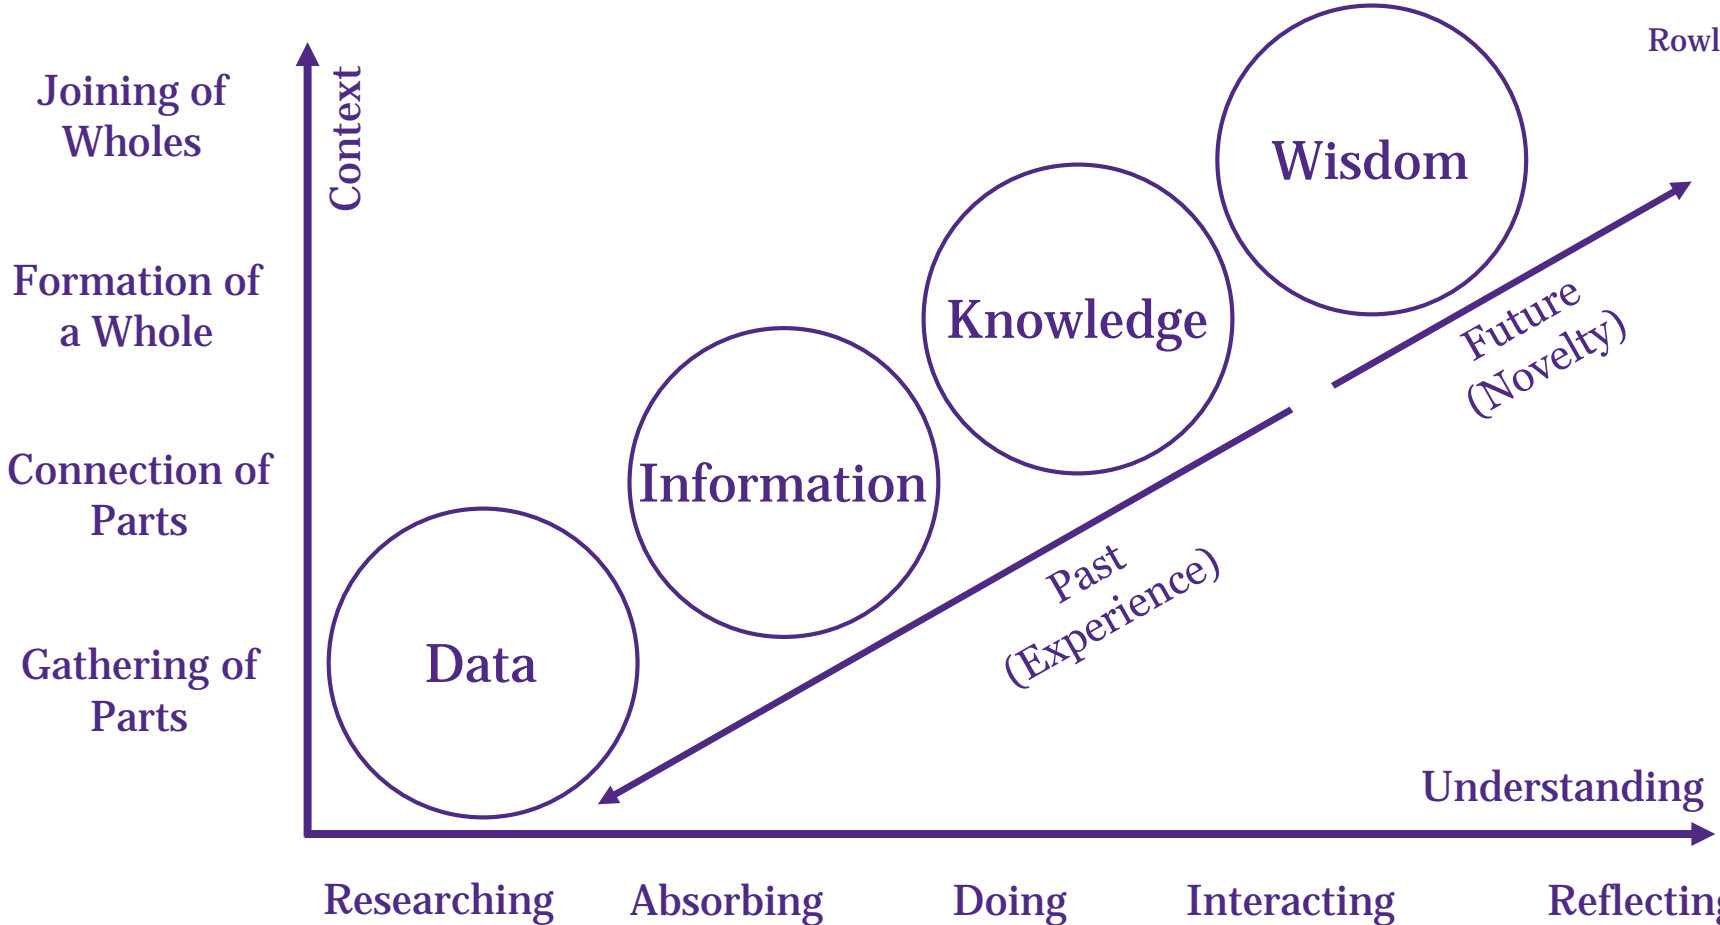 Rowl
Joining of
Wholes
Context
Wisdom
Formation of
a Whole
Knowledge
Future
(Novelty)
Connection of
Parts
Information
Past
(Experience)
Gathering of
Parts
Data
Understanding
Researching
Absorbing
Doing
Interacting
Reflecting